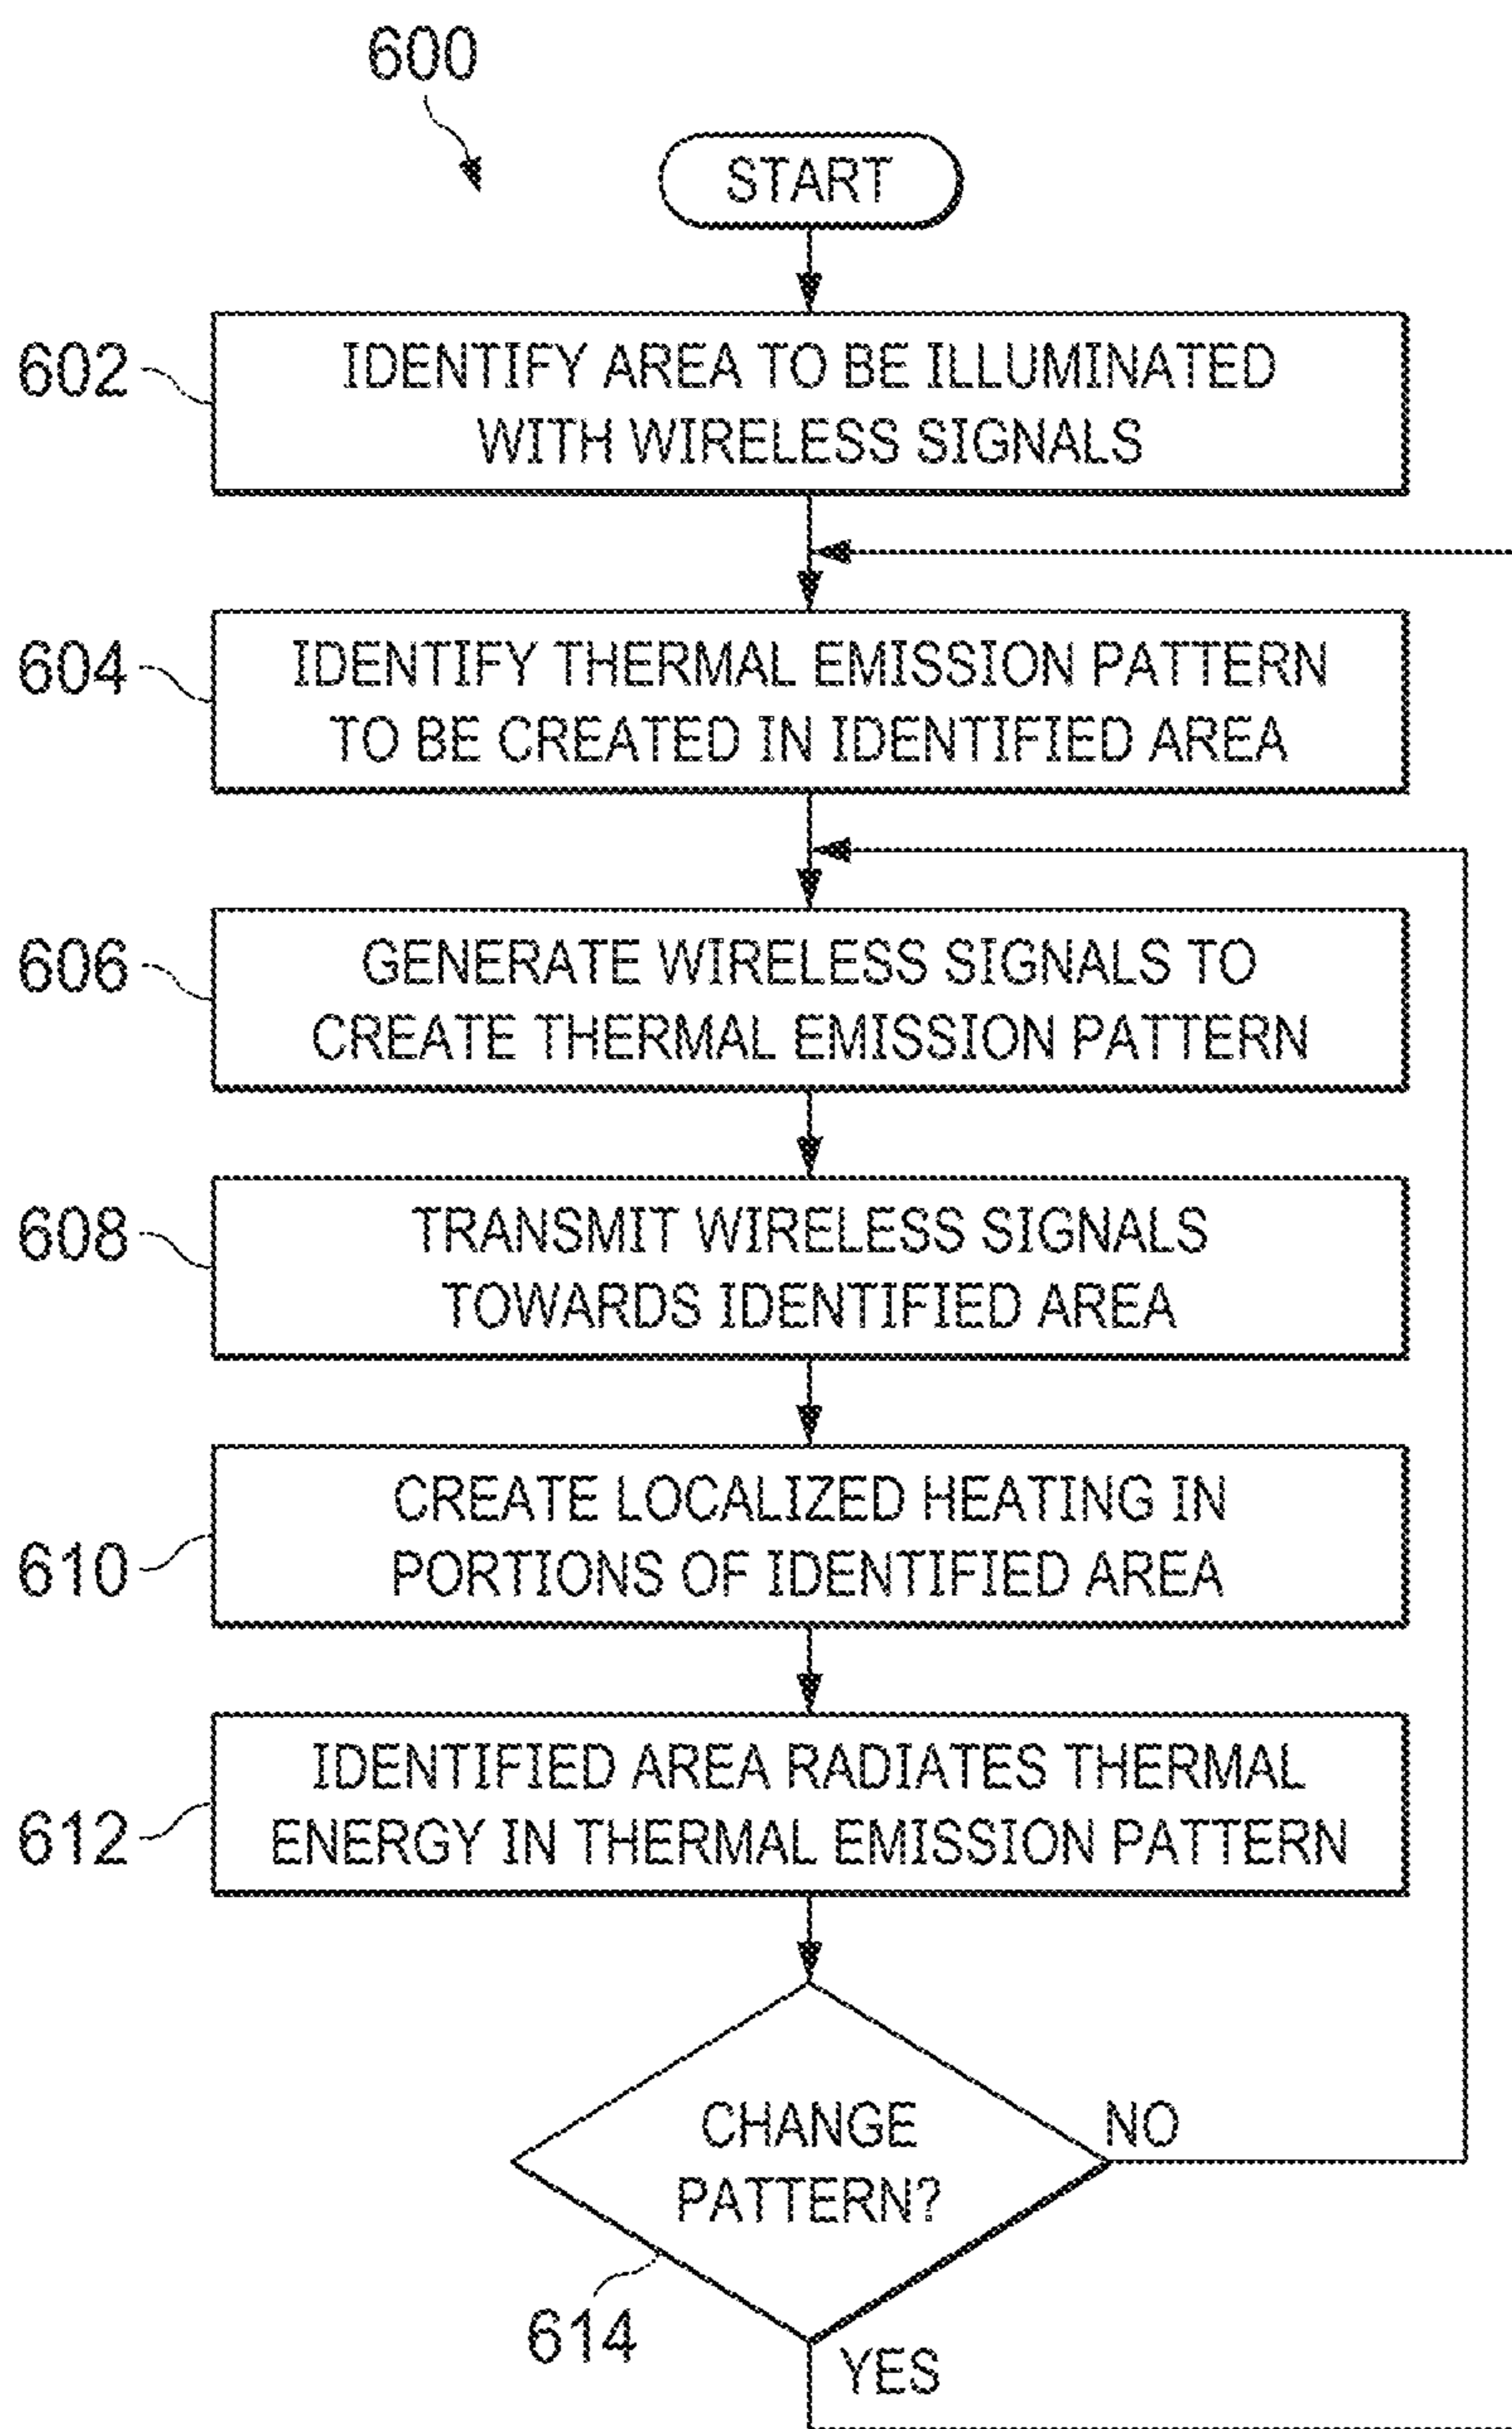 600
START
602
IDENTIFY AREA TO BE ILLUMINATED
WITH WIRELESS SIGNALS
604
IDENTIFY THERMAL EMISSION PATTERN
TO BE CREATED IN IDENTIFIED AREA
606
GENERATE WIRELESS SIGNALS TO
CREATE THERMAL EMISSION PATTERN
608
TRANSMIT WIRELESS SIGNALS
TOWARDS IDENTIFIED AREA
610
CREATE LOCALIZED HEATING IN
PORTIONS OF IDENTIFIED AREA
612
IDENTIFIED AREA RADIATES THERMAL
ENERGY IN THERMAL EMISSION PATTERN
CHANGE
PATTERN?
NO
614
YES